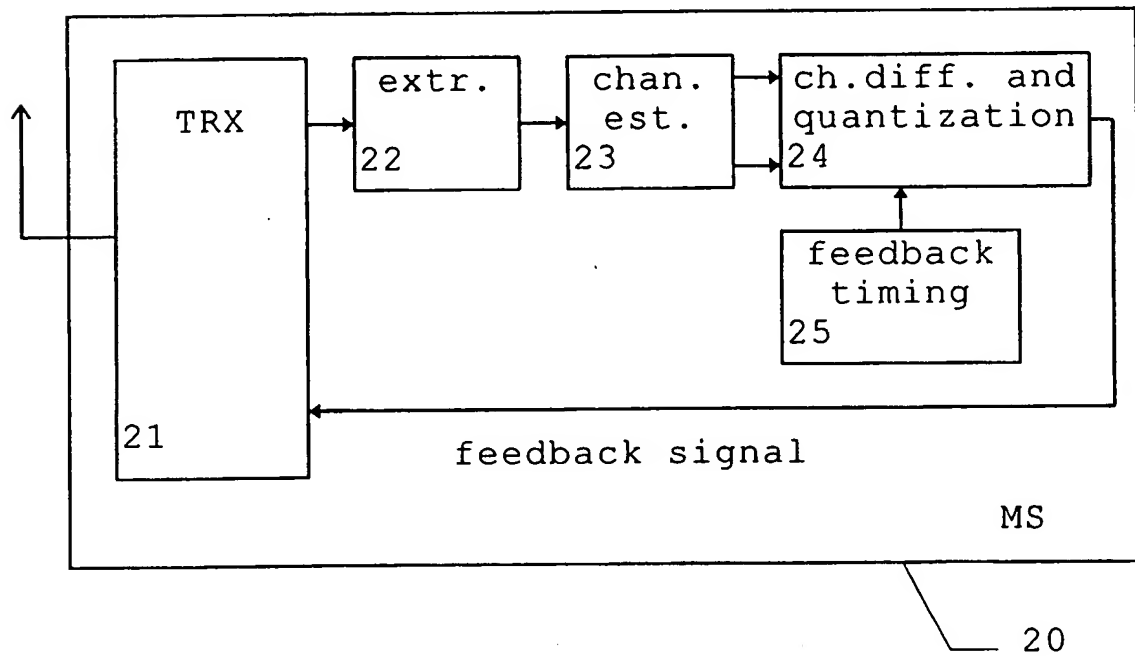 TRX
21
extr.
22
chan.
est.
23
ch.diff. and
quantization
24
feedback
timing
25
feedback signal
MS
20